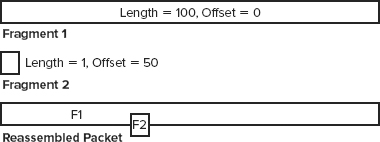 Length = 100, Offset = 0
Fragment 1
Length = 1, Offset = 50
Fragment 2
F1
F2
Reassembled Packet